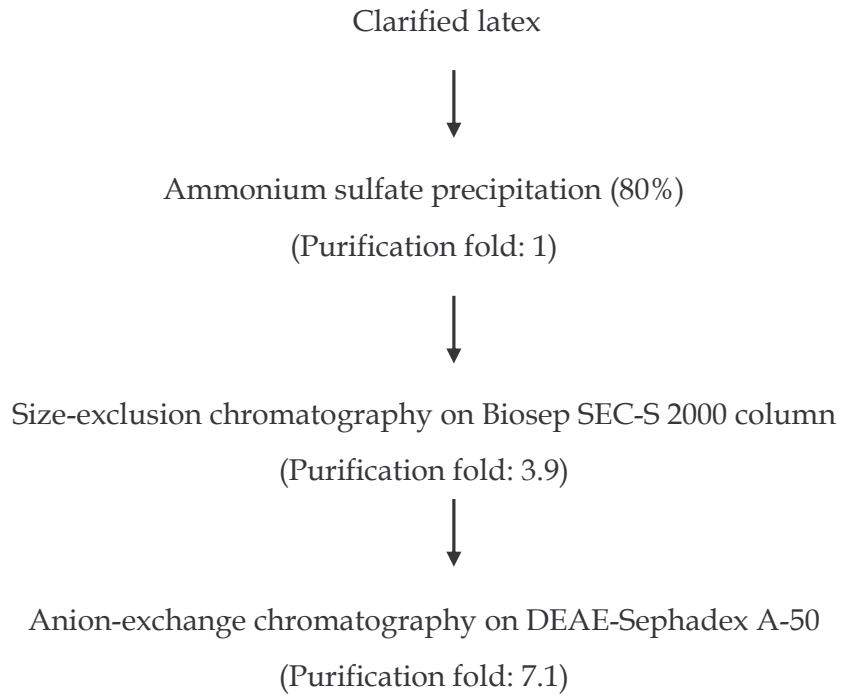 Clarified latex
Ammonium sulfate precipitation (80%)
(Purification fold: 1)
Size-exclusion chromatography on Biosep SEC-S 2000 column
(Purification fold: 3.9)
Anion-exchange chromatography on DEAE-Sephadex A-50
(Purification fold: 7.1)